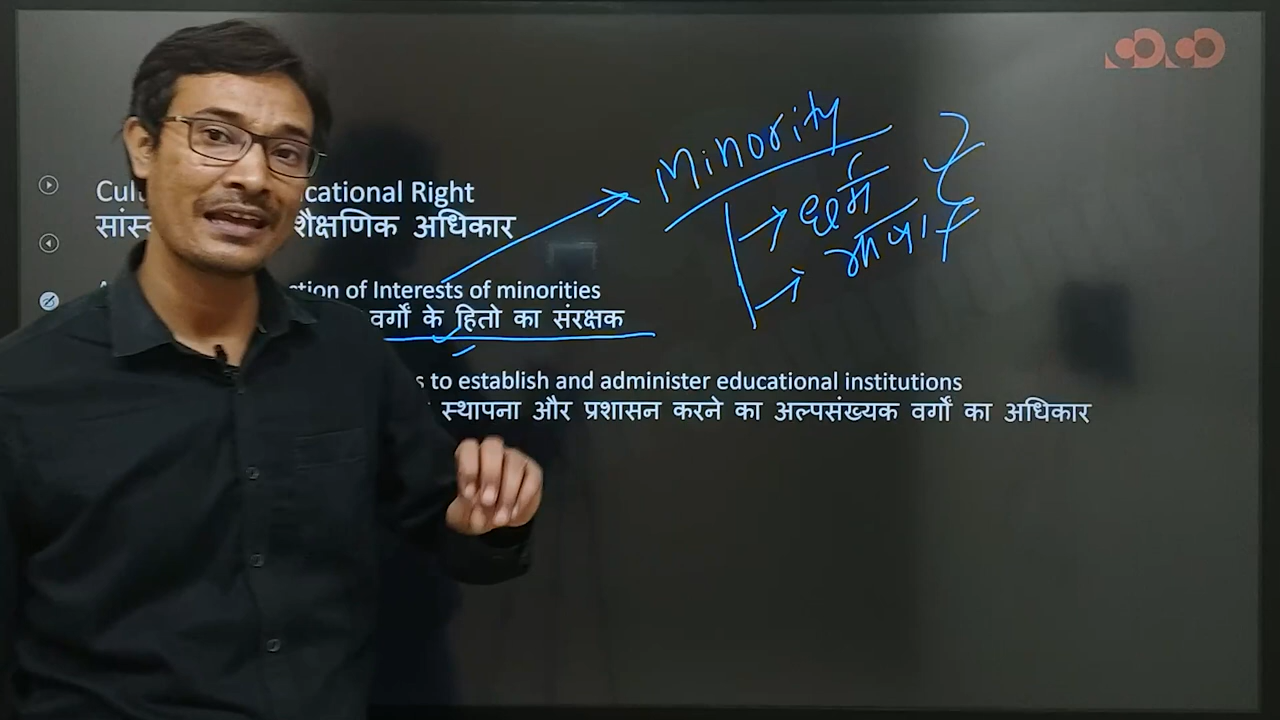 Minority
धर्म
भाषा
Cul cational Right
सांस्कृ शैक्षणिक अधिकार
A ction of Interests of minorities
वर्गों के हितो का संरक्षक
s to establish and administer educational institutions
स्थापना और प्रशासन करने का अल्पसंख्यक वर्गों का अधिकार